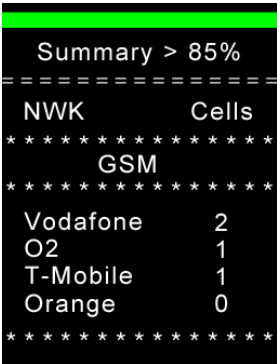 Summary > 85%
= = = = = = = = = = = = = = =
NWK Cells
* * * * * * * * * * * * * * *
GSM
* * * * * * * * * * * * * * *
Vodafone 2
O2 1
T-Mobile 1
Orange 0
* * * * * * * * * * * * * * *